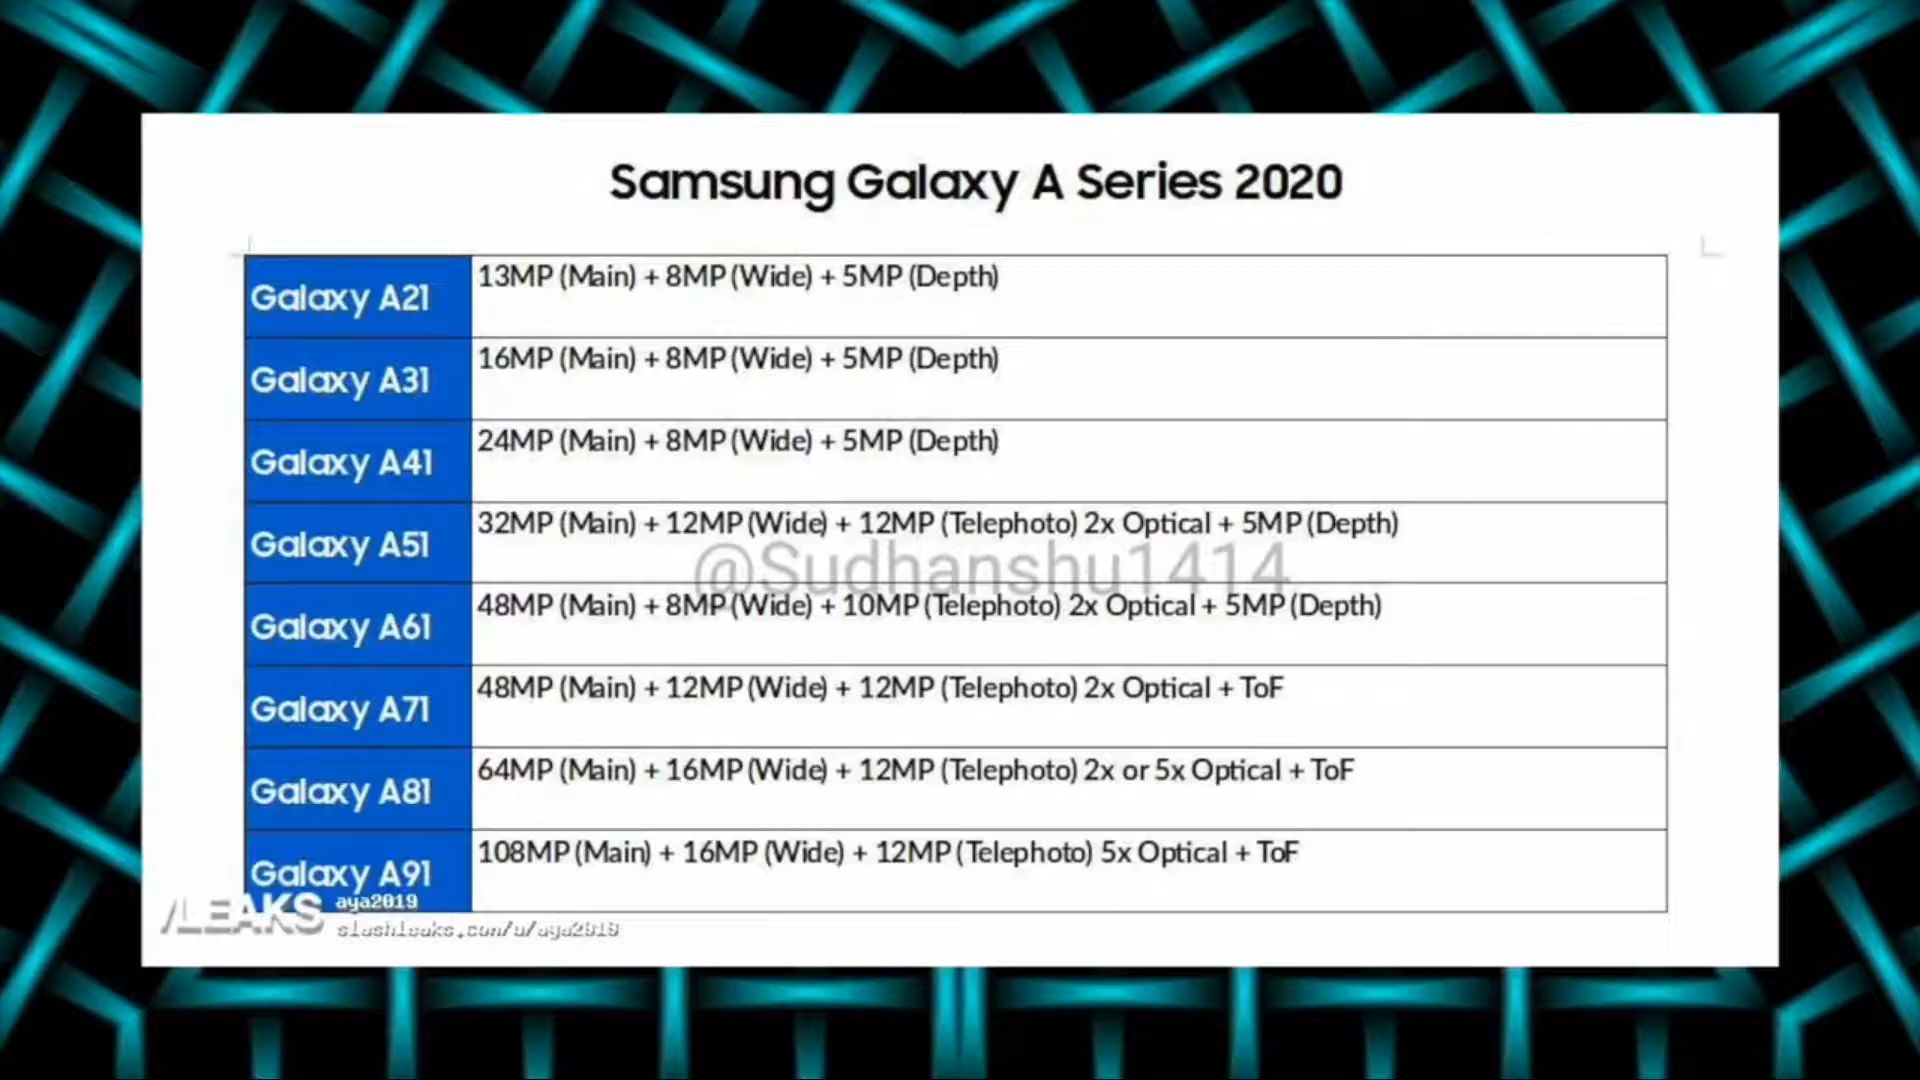 Samsung Galaxy A Series 2020
Galaxy A21 13MP (Main) + 8MP (Wide) + 5MP (Depth)
Galaxy A31 16MP (Main) + 8MP (Wide) + 5MP (Depth)
Galaxy A41 24MP (Main) + 8MP (Wide) + 5MP (Depth)
Galaxy A51 32MP (Main) + 12MP (Wide) + 12MP (Telephoto) 2x Optical + 5MP (Depth)
@Sudhanshu1414
Galaxy A61 48MP (Main) + 8MP (Wide) + 10MP (Telephoto) 2x Optical + 5MP (Depth)
Galaxy A71 48MP (Main) + 12MP (Wide) + 12MP (Telephoto) 2x Optical + ToF
Galaxy A81 64MP (Main) + 16MP (Wide) + 12MP (Telephoto) 2x or 5x Optical + ToF
Galaxy A91 108MP (Main) + 16MP (Wide) + 12MP (Telephoto) 5x Optical + ToF
/LEAKS aya2019
slashleaks.com/u/aya2019